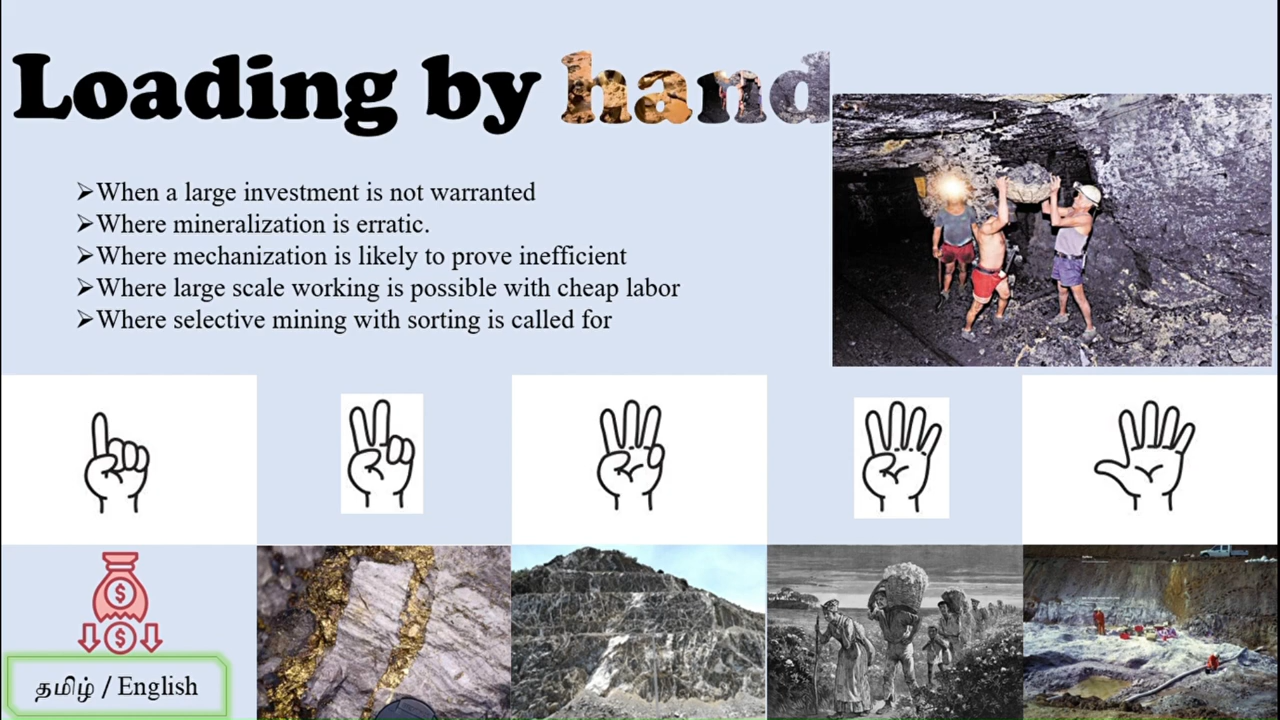 Loading by hand
➢When a large investment is not warranted
➢Where mineralization is erratic.
➢Where mechanization is likely to prove inefficient
➢Where large scale working is possible with cheap labor
➢Where selective mining with sorting is called for
$
$
தமிழ் / English